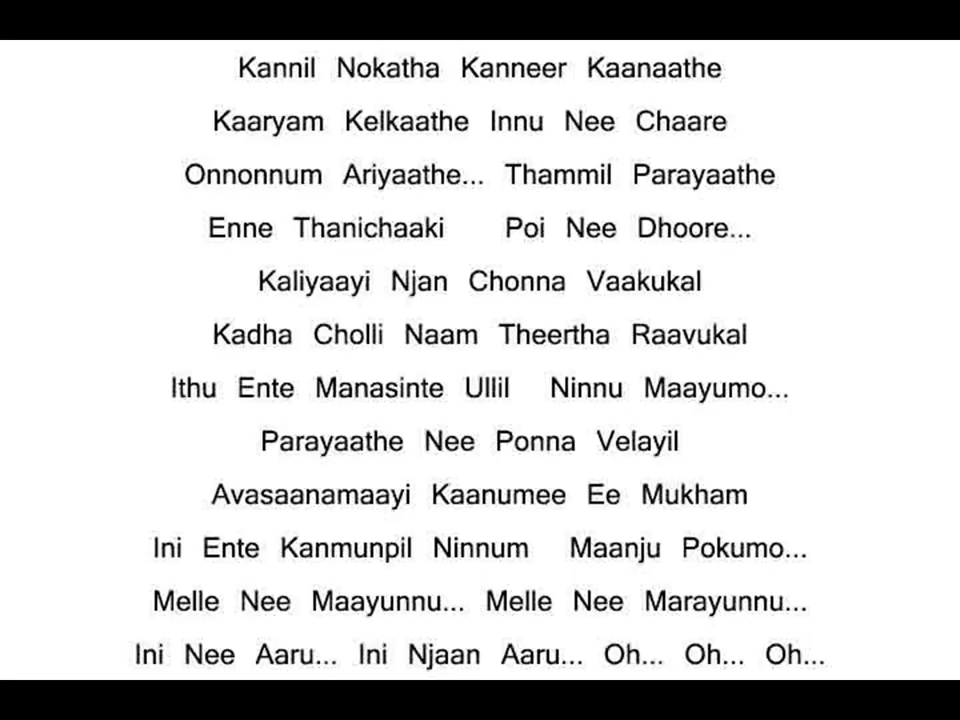 Kannil Nokatha Kanneer Kaanaathe
Kaaryam Kelkaathe Innu Nee Chaare
Onnonnum Ariyaathe... Thammil Parayaathe
Enne Thanichaaki Poi Nee Dhoore...
Kaliyaayi Njan Chonna Vaakukal
Kadha Cholli Naam Theertha Raavukal
Ithu Ente Manasinte Ullil Ninnu Maayumo...
Parayaathe Nee Ponna Velayil
Avasaanamaayi Kaanumee Ee Mukham
Ini Ente Kanmunpil Ninnum Maanju Pokumo...
Melle Nee Maayunnu... Melle Nee Marayunnu...
Ini Nee Aaru... Ini Njaan Aaru... Oh... Oh... Oh...